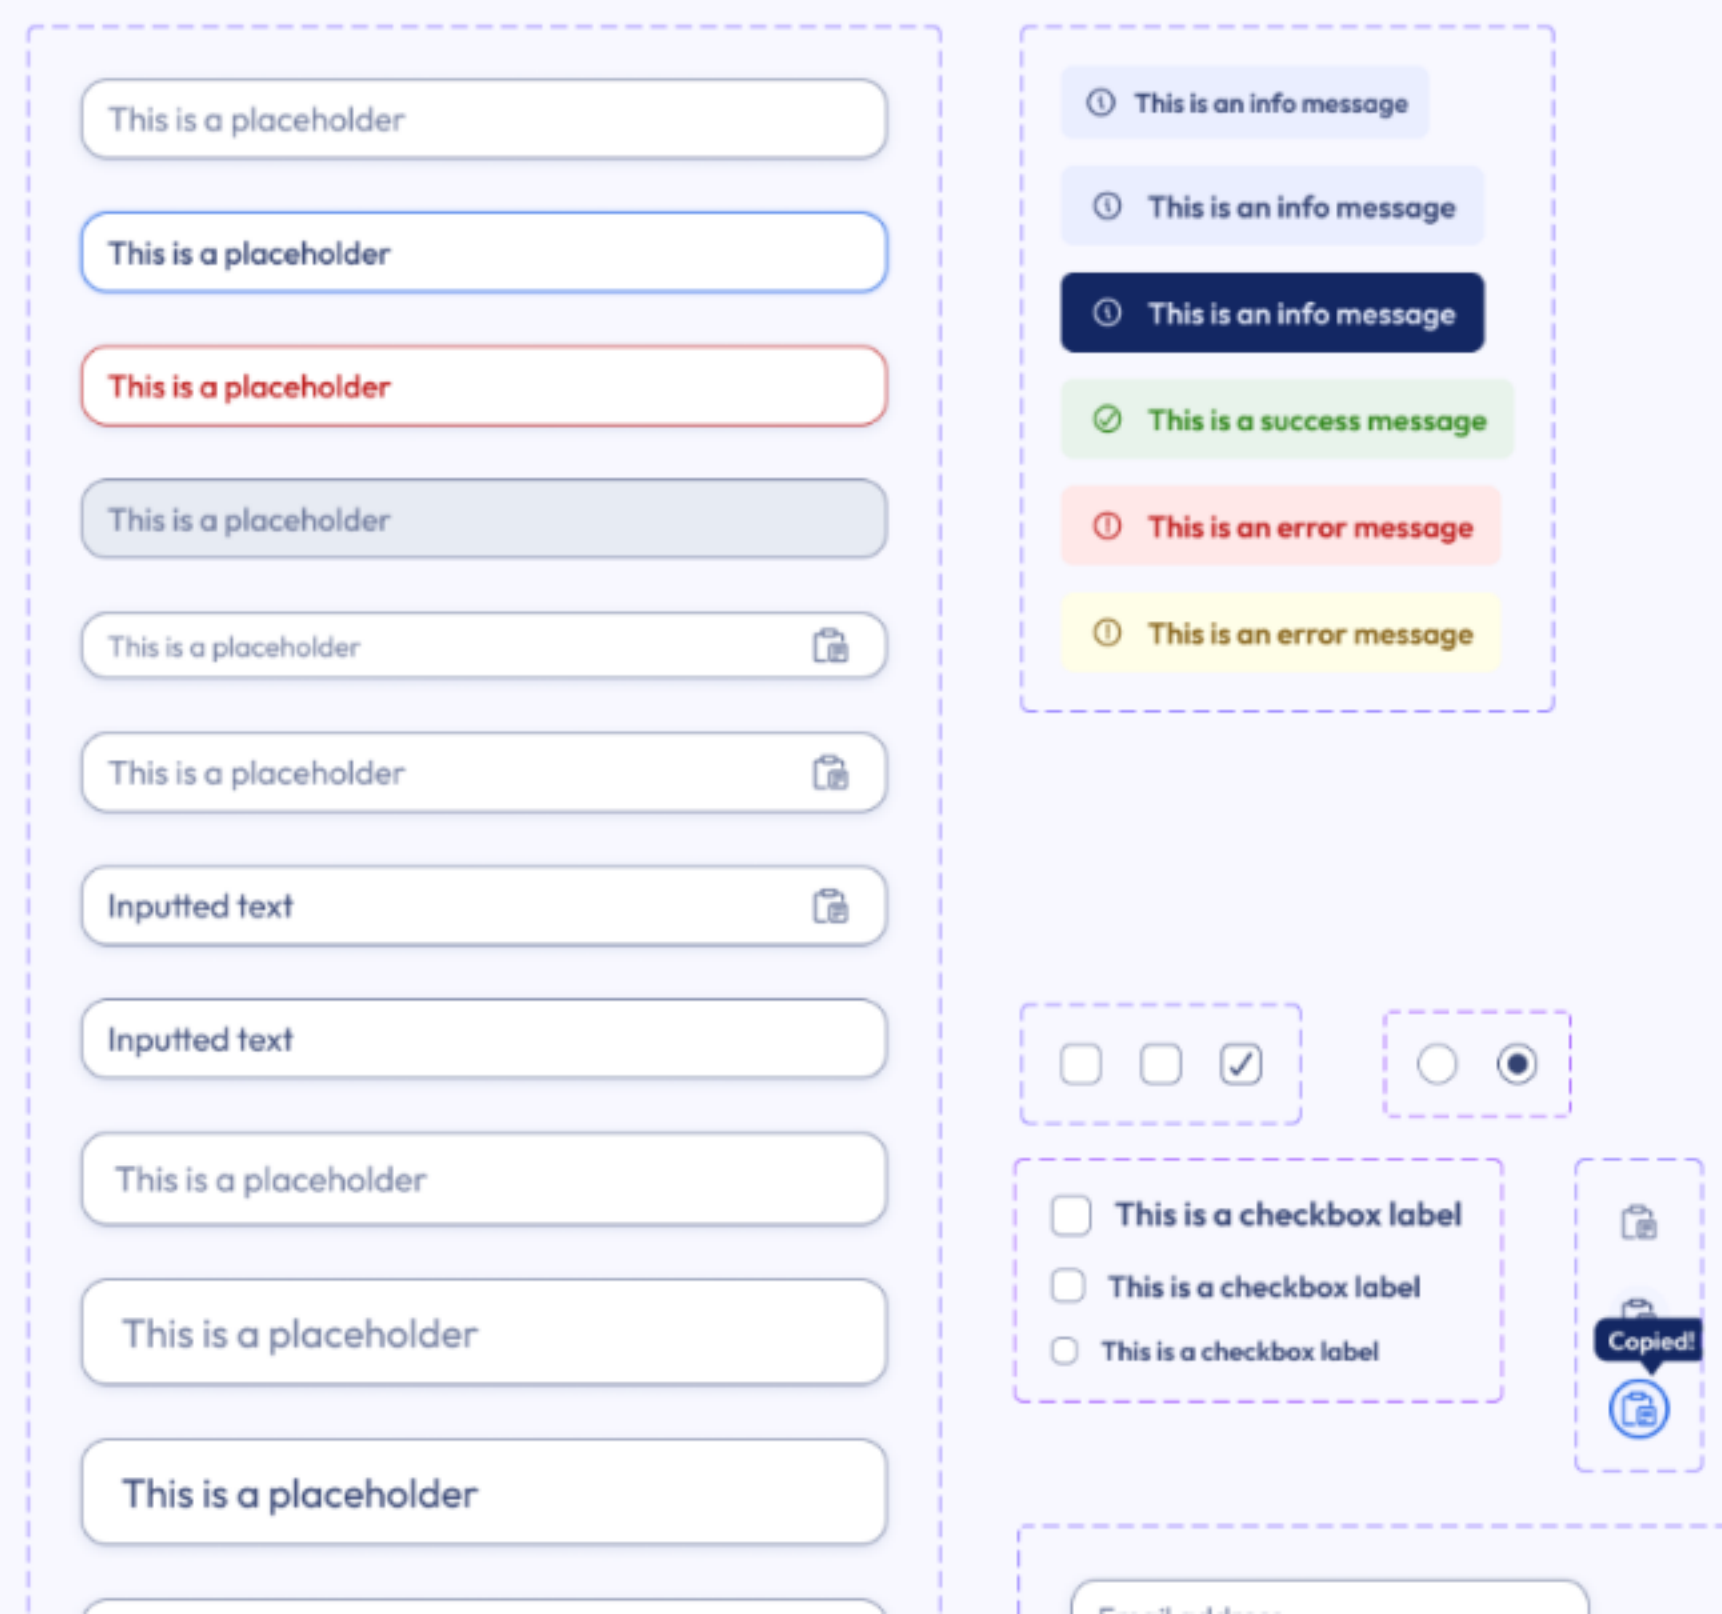 This is a placeholder
This is a placeholder
This is a placeholder
This is a placeholder
This is a placeholder
This is a placeholder
Inputted text
Inputted text
This is a placeholder
This is a placeholder
This is a placeholder
This is an info message
This is an info message
This is an info message
This is a success message
This is an error message
This is an error message
This is a checkbox label
This is a checkbox label
This is a checkbox label
Copied!